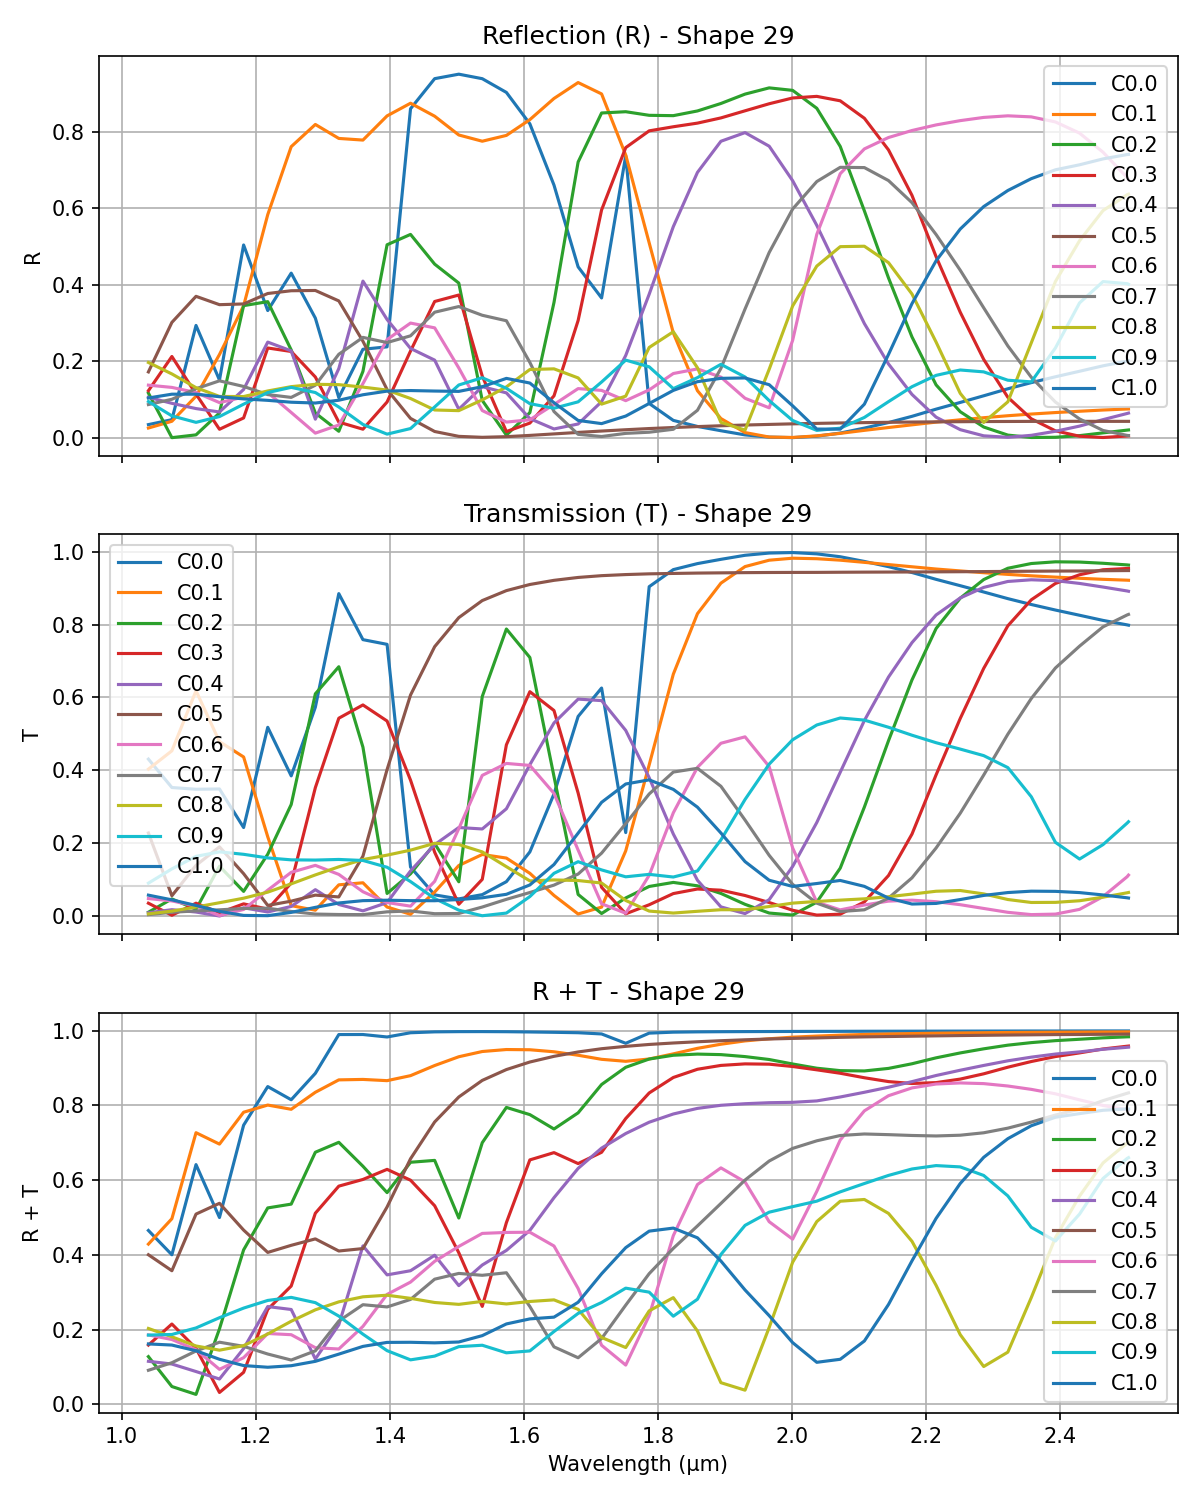 Reflection (R) - Shape 29
R
0.8
0.6
0.4
0.2
0.0
C0.0
C0.1
C0.2
C0.3
C0.4
C0.5
C0.6
C0.7
C0.8
C0.9
C1.0
Transmission (T) - Shape 29
T
1.0
0.8
0.6
0.4
0.2
0.0
C0.0
C0.1
C0.2
C0.3
C0.4
C0.5
C0.6
C0.7
C0.8
C0.9
C1.0
R + T - Shape 29
R + T
1.0
0.8
0.6
0.4
0.2
0.0
C0.0
C0.1
C0.2
C0.3
C0.4
C0.5
C0.6
C0.7
C0.8
C0.9
C1.0
1.0 1.2 1.4 1.6 1.8 2.0 2.2 2.4
Wavelength (μm)